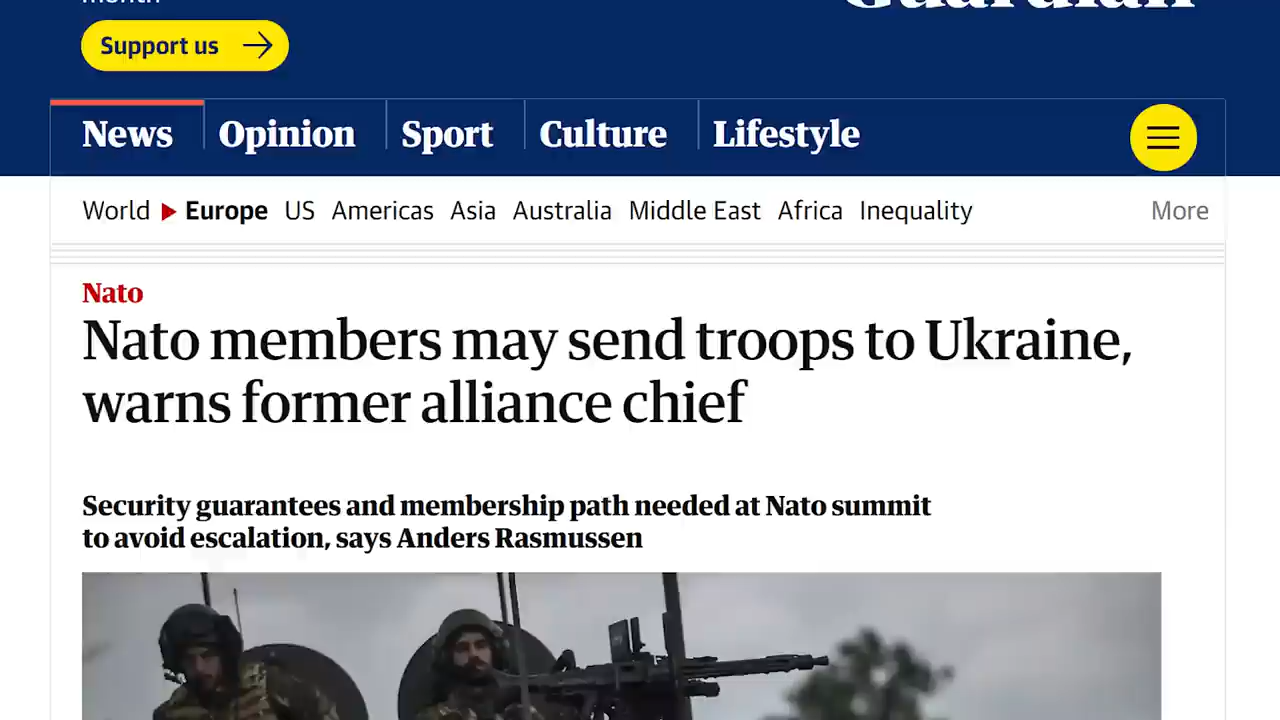 month
Guardian
Support us
News Opinion Sport Culture Lifestyle
World Europe US Americas Asia Australia Middle East Africa Inequality More
Nato
Nato members may send troops to Ukraine,
warns former alliance chief
Security guarantees and membership path needed at Nato summit
to avoid escalation, says Anders Rasmussen